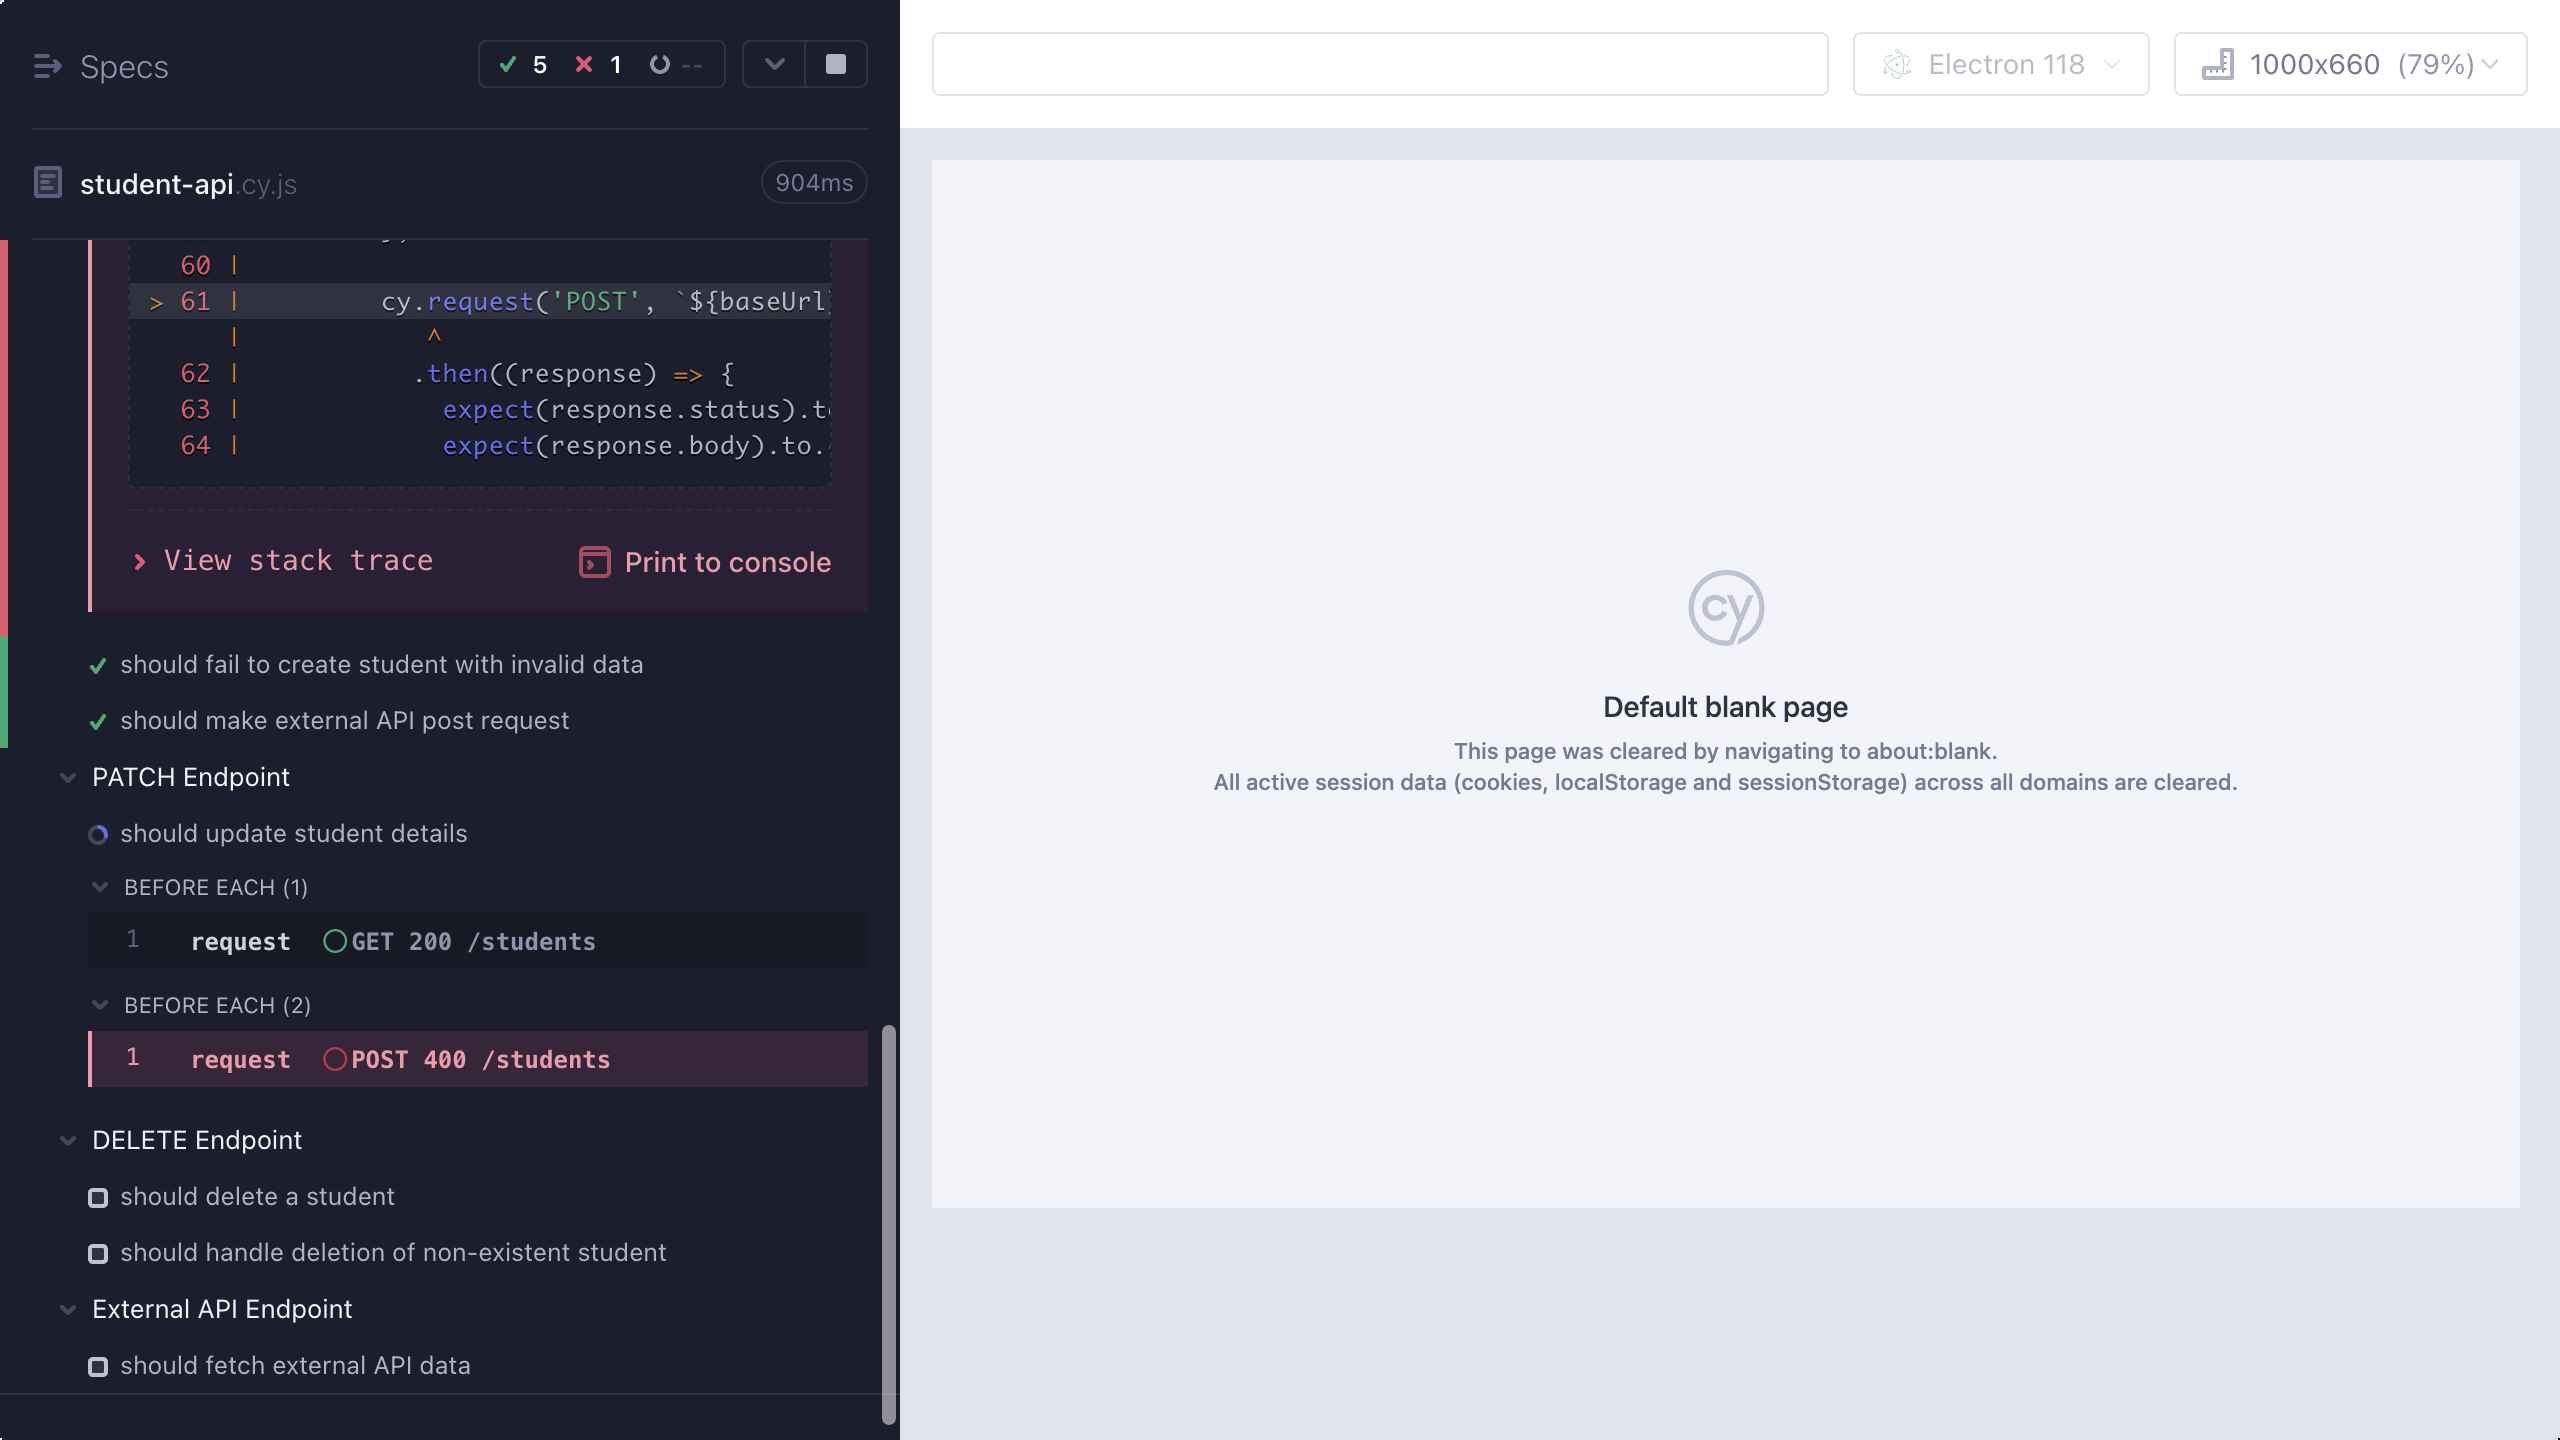 Specs
5 1 --
student-api.cy.js
904ms
60 |
> 61 | cy.request('POST', `${baseUrl}
| ^
62 | .then((response) => {
63 | expect(response.status).to
64 | expect(response.body).to.
View stack trace
Print to console
should fail to create student with invalid data
should make external API post request
PATCH Endpoint
should update student details
BEFORE EACH (1)
1 request GET 200 /students
BEFORE EACH (2)
1 request POST 400 /students
DELETE Endpoint
should delete a student
should handle deletion of non-existent student
External API Endpoint
should fetch external API data
Electron 118
1000x660 (79%)
cy
Default blank page
This page was cleared by navigating to about:blank.
All active session data (cookies, localStorage and sessionStorage) across all domains are cleared.